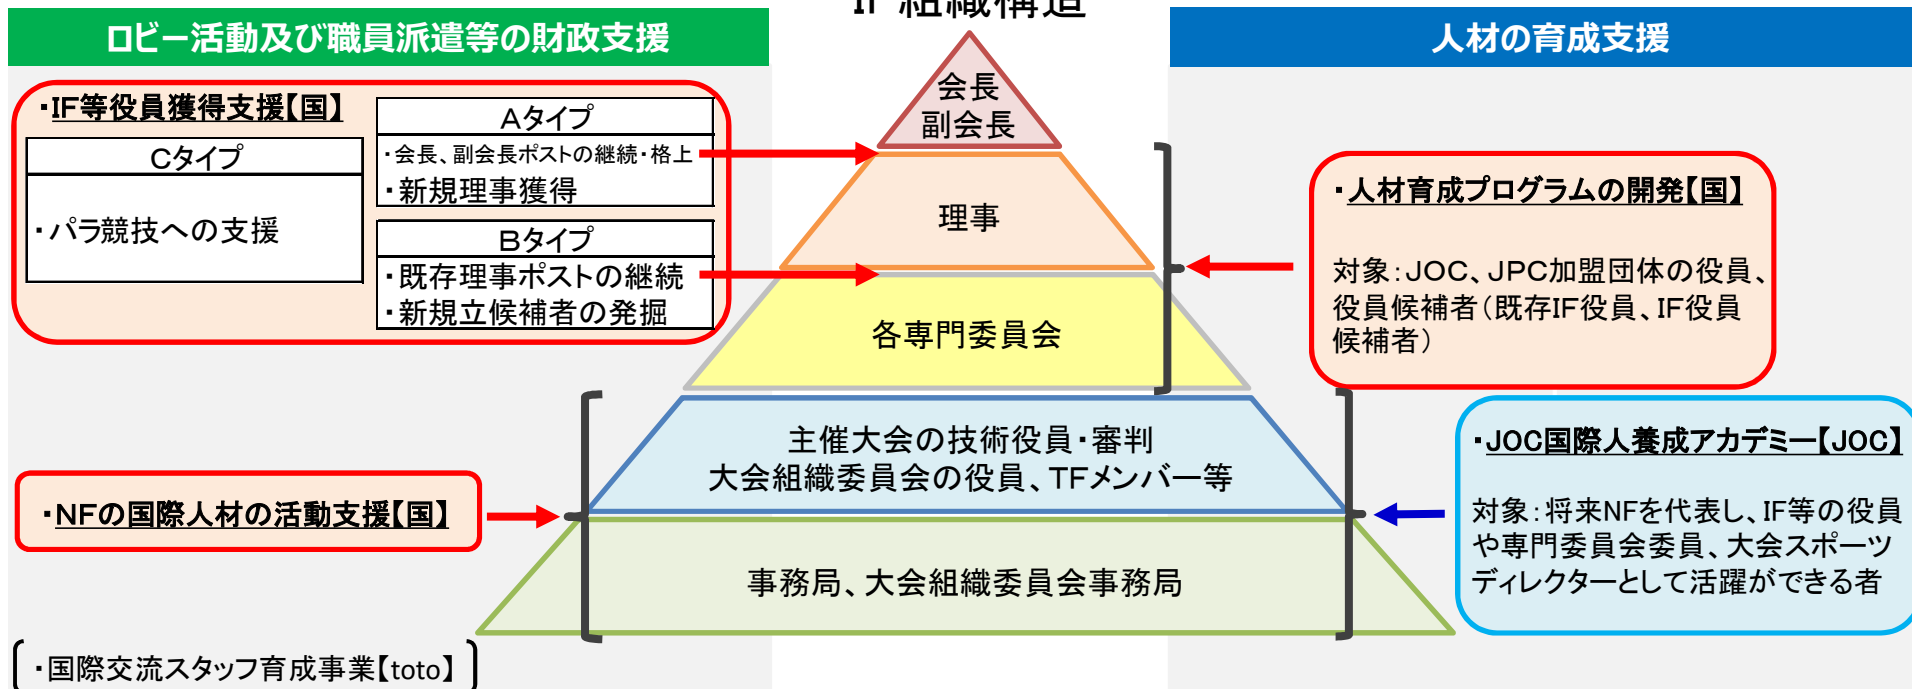 IF 組織構造
ロビー活動及び職員派遣等の財政支援
・IF等役員獲得支援【国】
Cタイプ
・パラ競技への支援
Aタイプ
・会長、副会長ポストの継続・格上
・新規理事獲得
Bタイプ
・既存理事ポストの継続
・新規立候補者の発掘
・NFの国際人材の活動支援【国】
・国際交流スタッフ育成事業【toto】
会長
副会長
理事
各専門委員会
主催大会の技術役員・審判
大会組織委員会の役員、TFメンバー等
事務局、大会組織委員会事務局
人材の育成支援
・人材育成プログラムの開発【国】
対象：JOC、JPC加盟団体の役員、
役員候補者（既存IF役員、IF役員
候補者）
・JOC国際人養成アカデミー【JOC】
対象：将来NFを代表し、IF等の役員
や専門委員会委員、大会スポーツ
ディレクターとして活躍ができる者